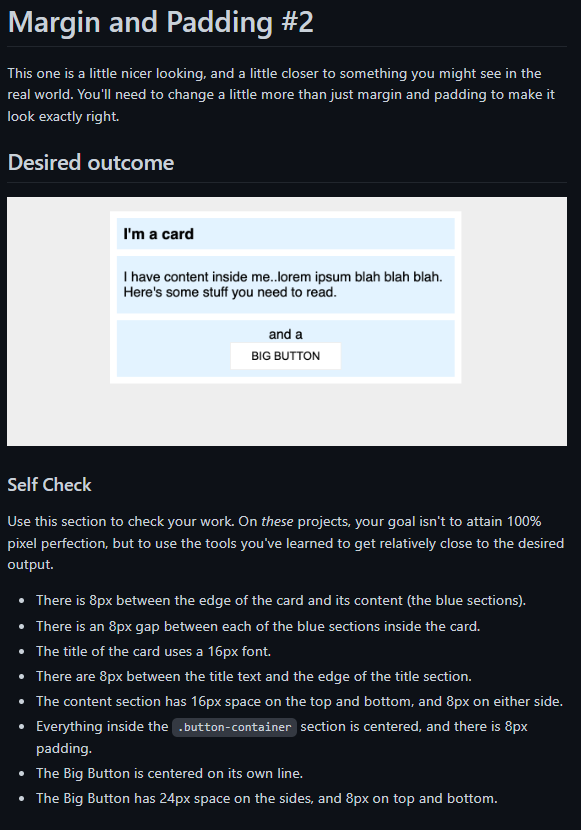 Margin and Padding #2
This one is a little nicer looking, and a little closer to something you might see in the
real world. You'll need to change a little more than just margin and padding to make it
look exactly right.
Desired outcome
I'm a card
I have content inside me..lorem ipsum blah blah blah.
Here's some stuff you need to read.
and a
BIG BUTTON
Self Check
Use this section to check your work. On these projects, your goal isn't to attain 100%
pixel perfection, but to use the tools you've learned to get relatively close to the desired
output.
• There is 8px between the edge of the card and its content (the blue sections).
• There is an 8px gap between each of the blue sections inside the card.
• The title of the card uses a 16px font.
• There are 8px between the title text and the edge of the title section.
• The content section has 16px space on the top and bottom, and 8px on either side.
• Everything inside the .button-container section is centered, and there is 8px
padding.
• The Big Button is centered on its own line.
• The Big Button has 24px space on the sides, and 8px on top and bottom.